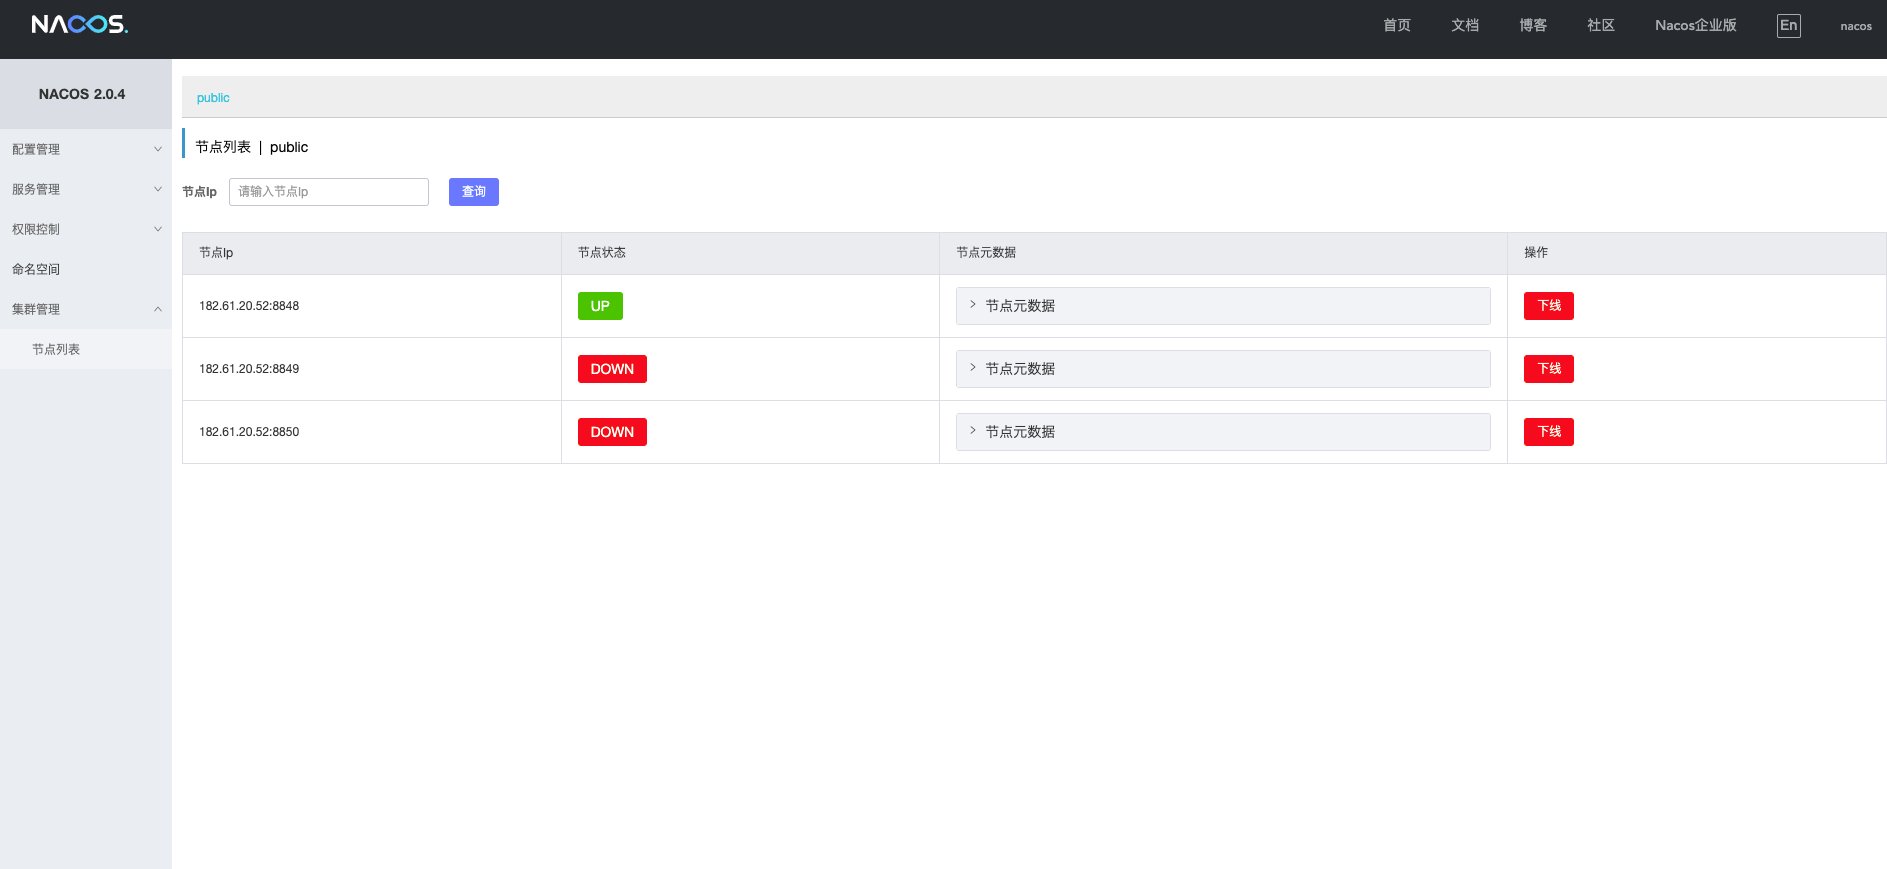 NACOS.
首页 文档 博客 社区 Nacos企业版 En nacos
NACOS 2.0.4
配置管理
服务管理
权限控制
命名空间
集群管理
节点列表
public
节点列表 | public
节点Ip 请输入节点Ip 查询
节点Ip 节点状态 节点元数据 操作
182.61.20.52:8848 UP 节点元数据 下线
182.61.20.52:8849 DOWN 节点元数据 下线
182.61.20.52:8850 DOWN 节点元数据 下线